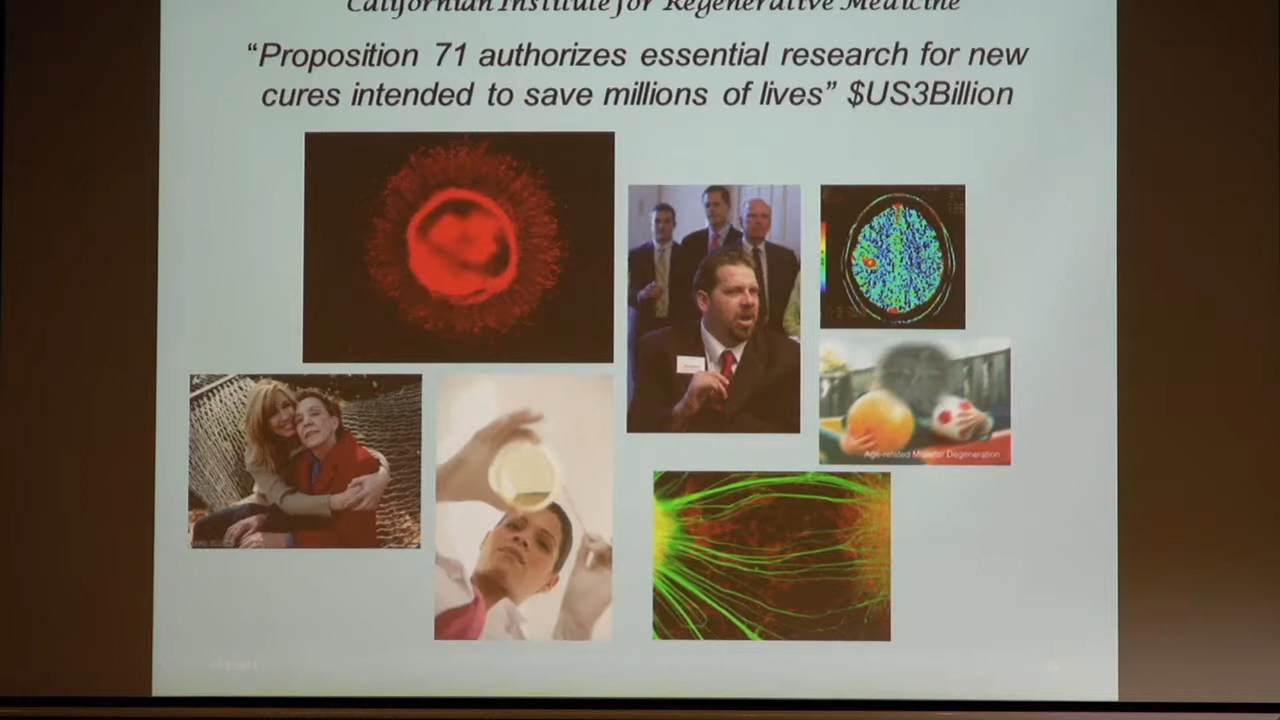 Californian Institute for Regenerative Medicine
“Proposition 71 authorizes essential research for new
cures intended to save millions of lives” $US3Billion
Age-related Macular Degeneration